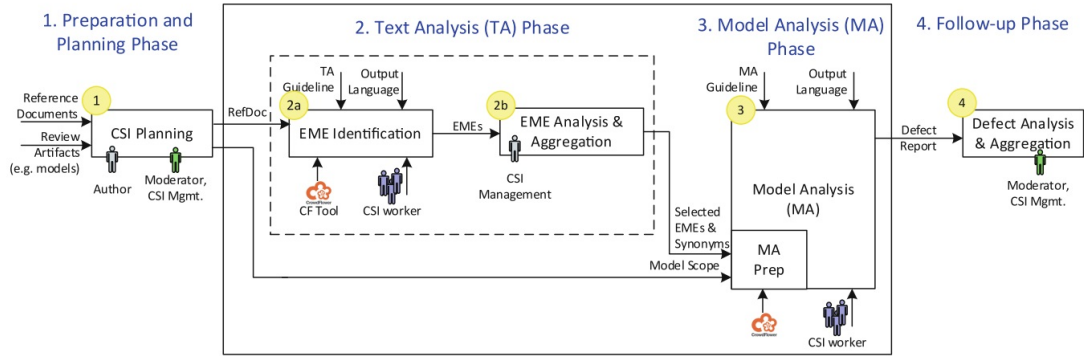 1. Preparation and
Planning Phase
2. Text Analysis (TA) Phase
3. Model Analysis (MA)
Phase
4. Follow-up Phase
Reference
Documents
Review
Artifacts
(e.g. models)
1
CSI Planning
Author
Moderator,
CSI Mgmt.
RefDoc
TA
Guideline
Output
Language
2a
EME Identification
CF Tool
CSI worker
EMEs
2b
EME Analysis &
Aggregation
CSI
Management
Selected
EMEs &
Synonyms
Model Scope
MA
Guideline
Output
Language
3
Model Analysis
(MA)
MA
Prep
CSI worker
Defect
Report
4
Defect Analysis
& Aggregation
Moderator,
CSI Mgmt.